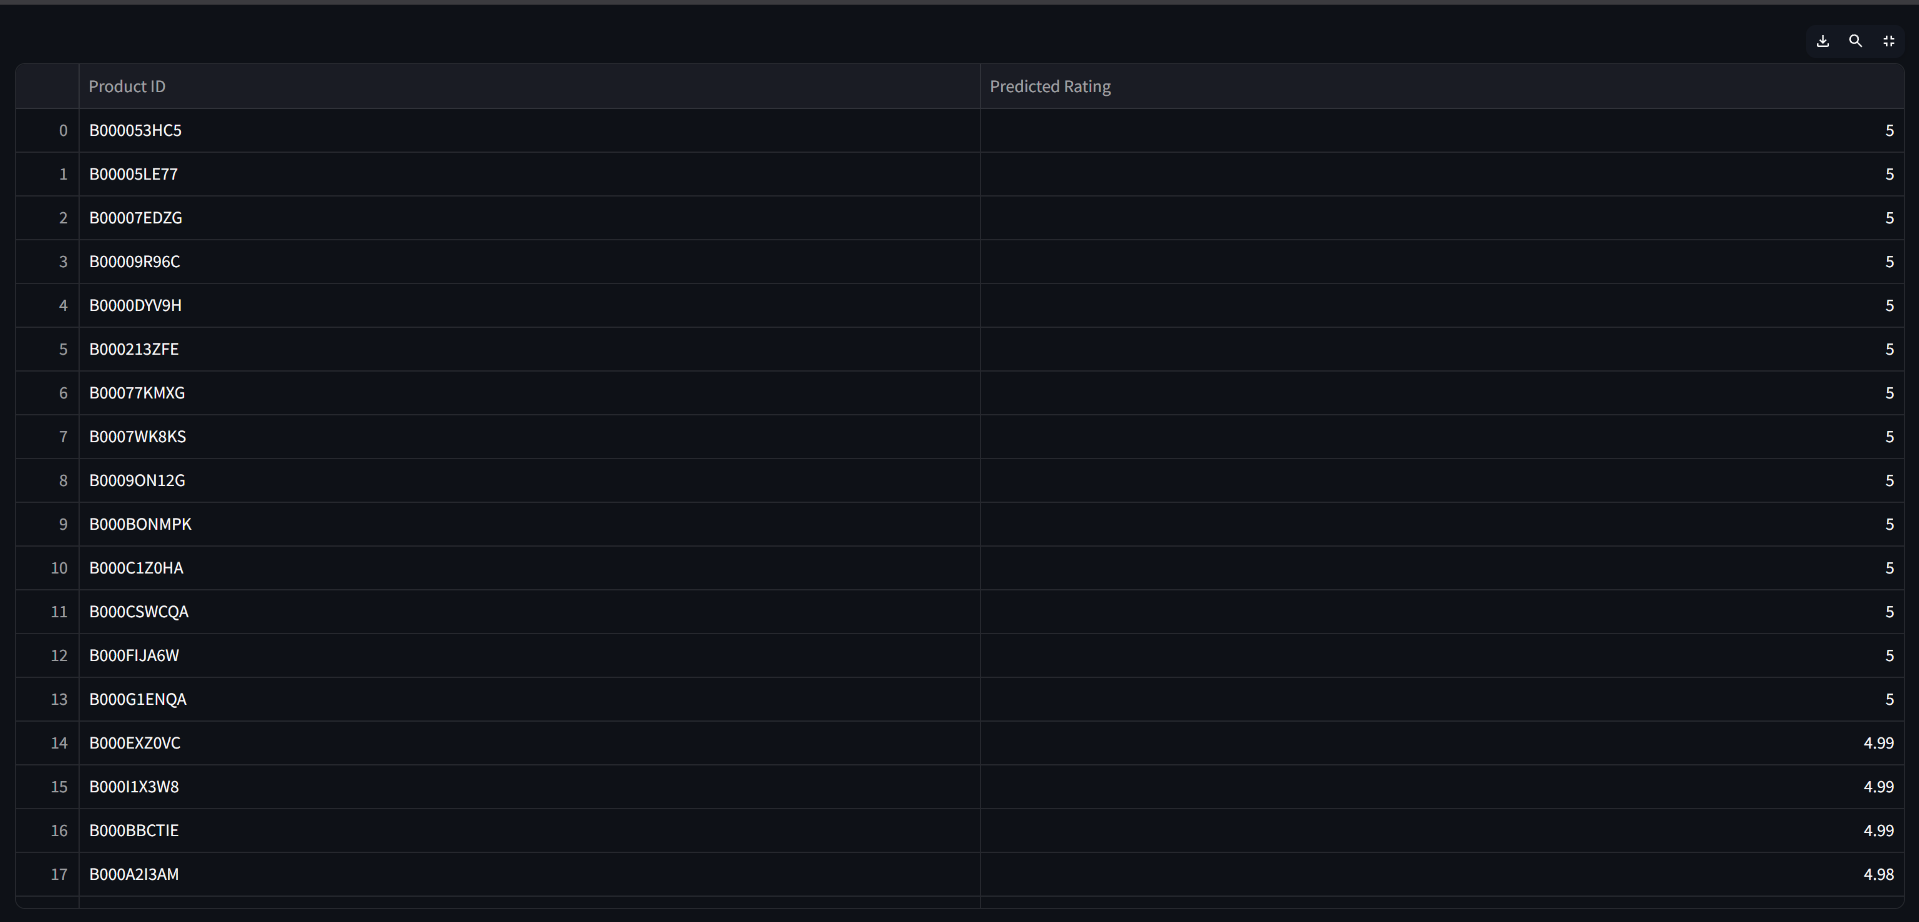 Product ID Predicted Rating
0 B000053HC5 5
1 B00005LE77 5
2 B00007EDZG 5
3 B00009R96C 5
4 B0000DYV9H 5
5 B000213ZFE 5
6 B00077KMXG 5
7 B0007WK8KS 5
8 B0009ON12G 5
9 B000BONMPK 5
10 B000C1Z0HA 5
11 B000CSWCQA 5
12 B000FIJA6W 5
13 B000G1ENQA 5
14 B000EXZ0VC 4.99
15 B000I1X3W8 4.99
16 B000BBCTIE 4.99
17 B000A2I3AM 4.98